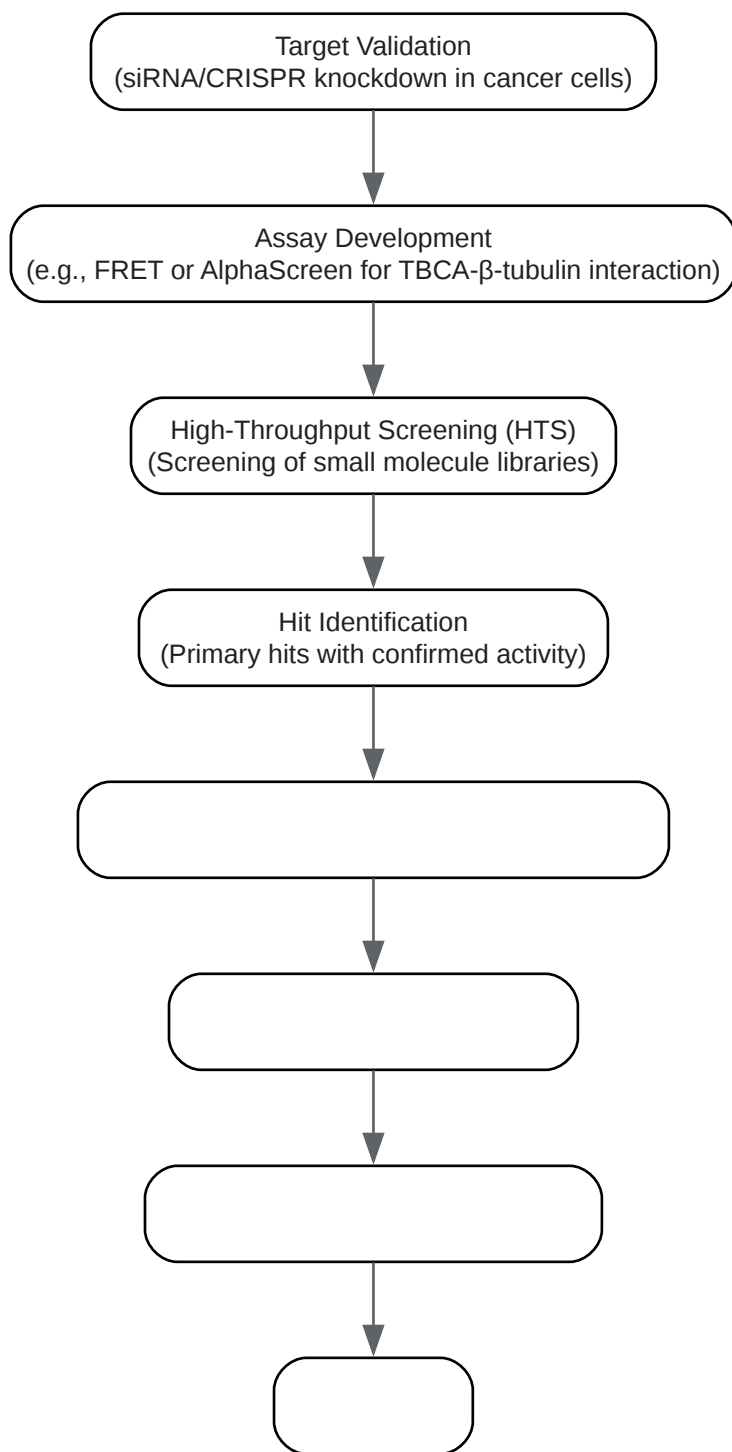 Target Validation
(siRNA/CRISPR knockdown in cancer cells)
Assay Development
(e.g., FRET or AlphaScreen for TBCA-β-tubulin interaction)
High-Throughput Screening (HTS)
(Screening of small molecule libraries)
Hit Identification
(Primary hits with confirmed activity)